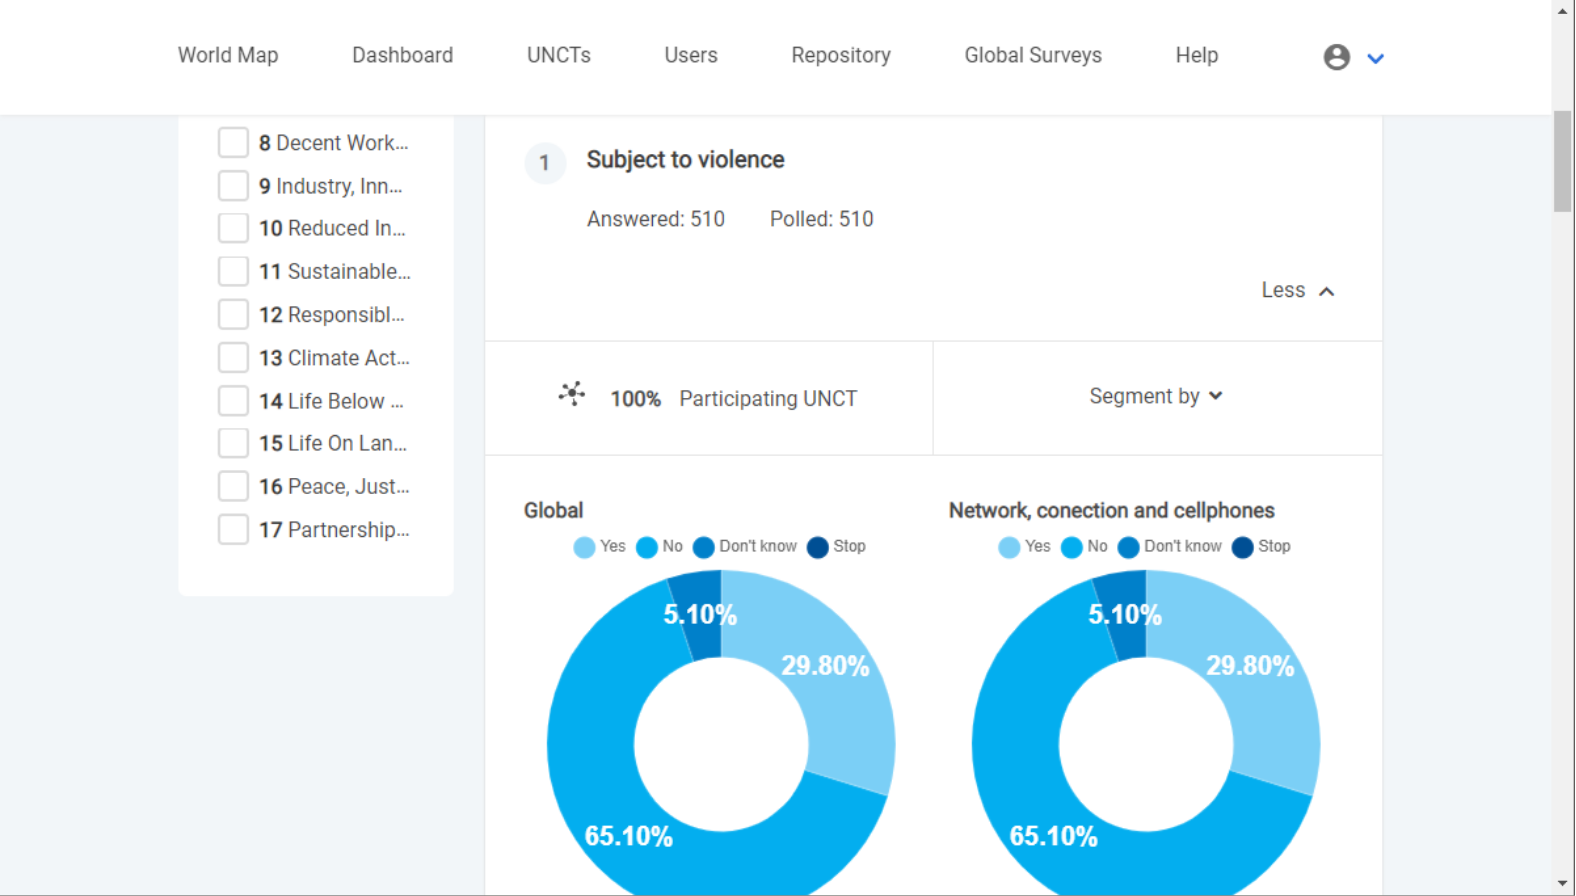 World Map Dashboard UNCTs Users Repository Global Surveys Help
8 Decent Work...
9 Industry, Inn...
10 Reduced In...
11 Sustainable...
12 Responsibl...
13 Climate Act...
14 Life Below ...
15 Life On Lan...
16 Peace, Just...
17 Partnership...
1 Subject to violence
Answered: 510 Polled: 510
Less
100% Participating UNCT
Segment by
Global
Yes No Don't know Stop
5.10%
29.80%
65.10%
Network, conection and cellphones
Yes No Don't know Stop
5.10%
29.80%
65.10%